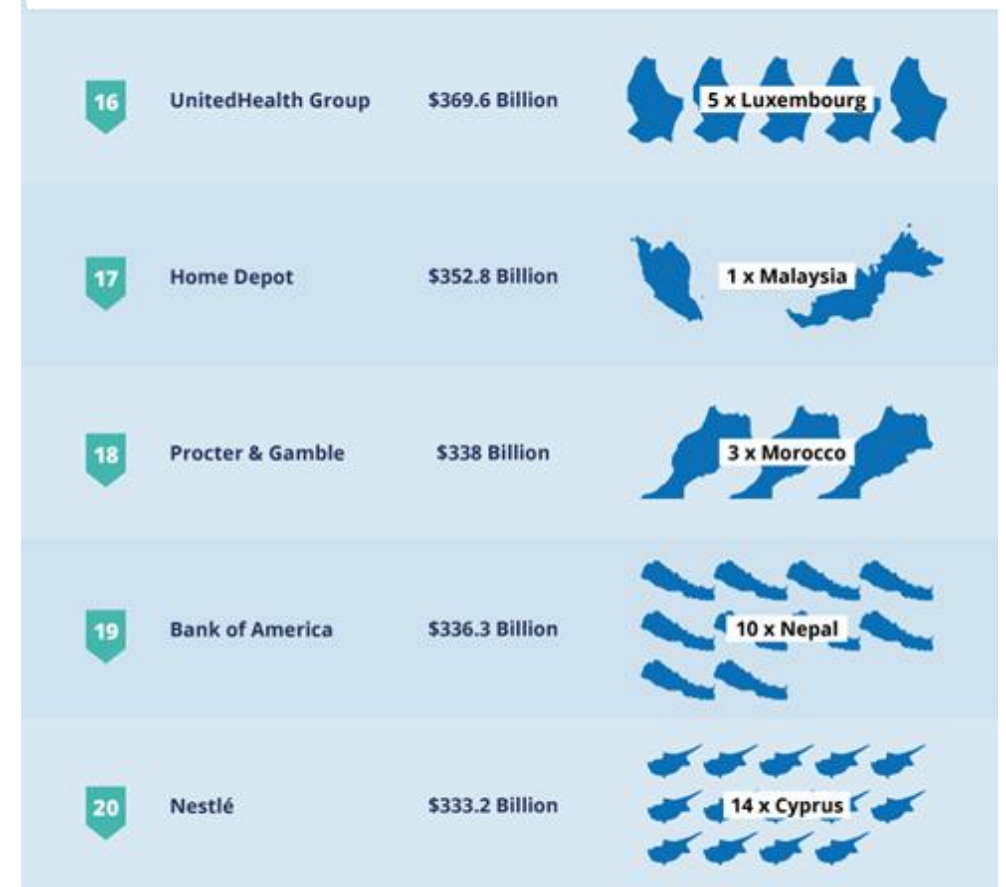 16 UnitedHealth Group $369.6 Billion 5 x Luxembourg
17 Home Depot $352.8 Billion 1 x Malaysia
18 Procter & Gamble $338 Billion 3 x Morocco
19 Bank of America $336.3 Billion 10 x Nepal
20 Nestlé $333.2 Billion 14 x Cyprus